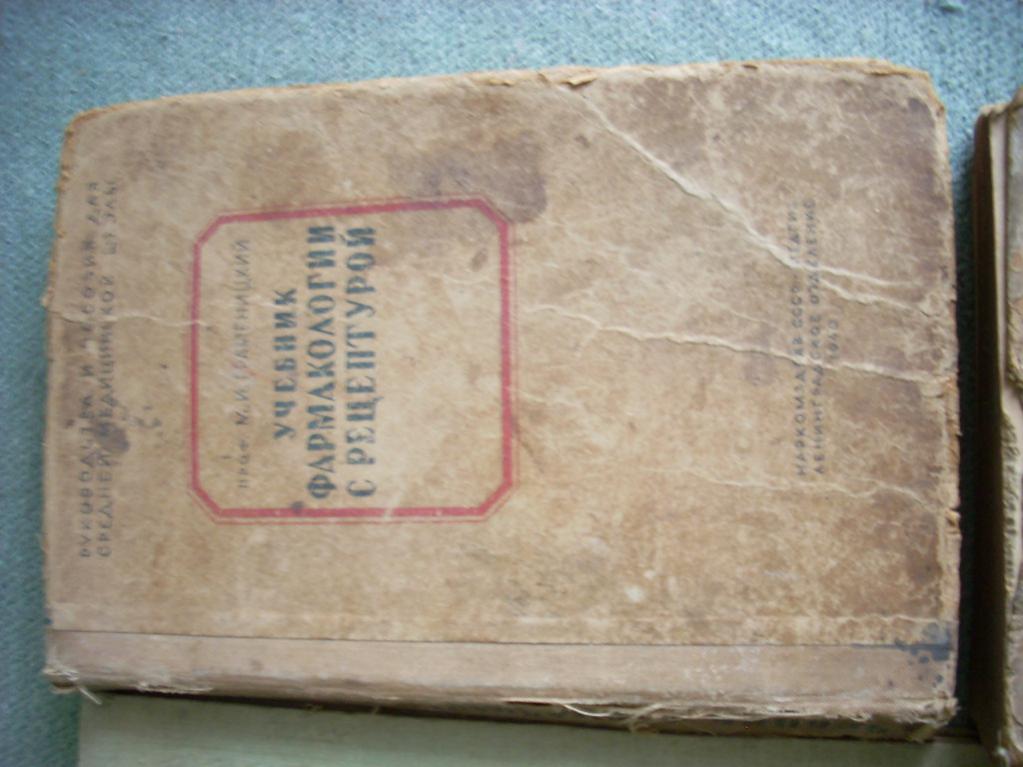 РУКОВОДСТВА И ПОСОБИЯ ДЛЯ
СРЕДНЕЙ МЕДИЦИНСКОЙ ШКОЛЫ
ПРОФ. М. И. ГРАМЕНИЦКИЙ
УЧЕБНИК
ФАРМАКОЛОГИИ
С РЕЦЕПТУРОЙ
НАРКОМЗДРАВ СССР МЕДГИЗ
ЛЕНИНГРАДСКОЕ ОТДЕЛЕНИЕ